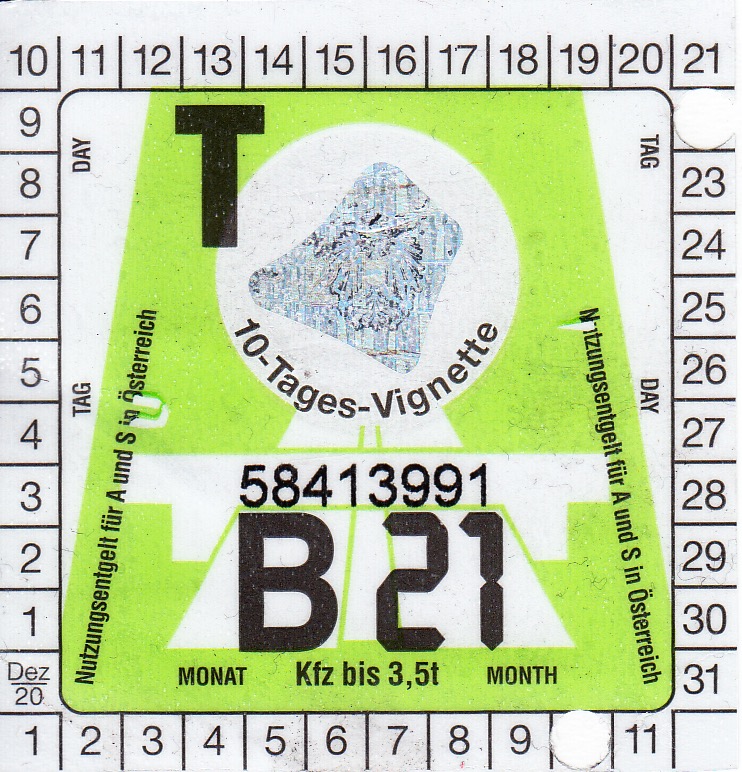 10 11 12 13 14 15 16 17 18 19 20 21
9
8
7
6
5
4
3
2
1
Dez
20
23
24
25
26
27
28
29
30
31
DAY
TAG
TAG
DAY
T
10-Tages-Vignette
Nutzungsentgelt für A und S in Österreich
Nutzungsentgelt für A und S in Österreich
58413991
B 21
MONAT Kfz bis 3,5t MONTH
1 2 3 4 5 6 7 8 9 11